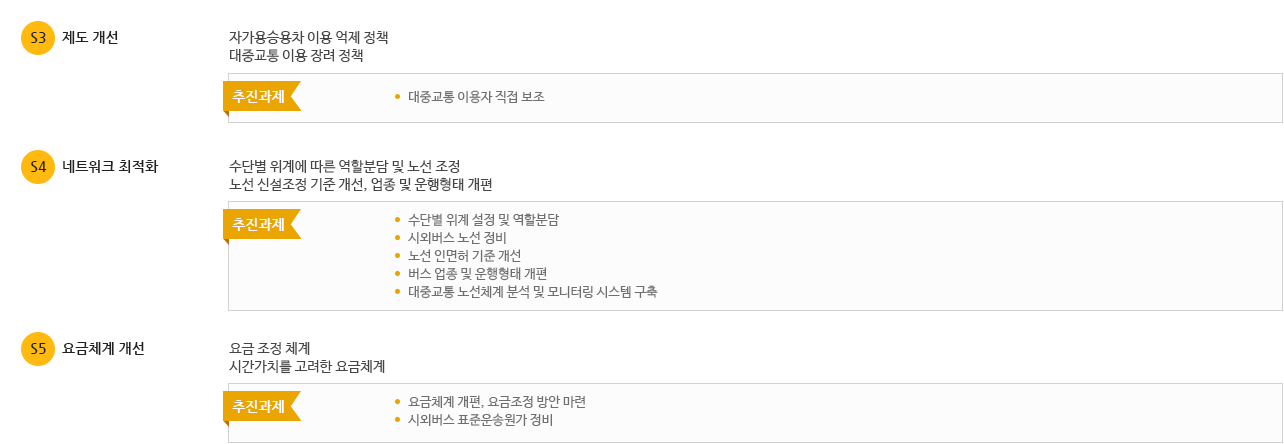 S3 제도 개선
자가용승용차 이용 억제 정책
대중교통 이용 장려 정책
추진과제
대중교통 이용자 직접 보조
S4 네트워크 최적화
수단별 위계에 따른 역할분담 및 노선 조정
노선 신설조정 기준 개선, 업종 및 운행형태 개편
추진과제
수단별 위계 설정 및 역할분담
시외버스 노선 정비
노선 인면허 기준 개선
버스 업종 및 운행형태 개편
대중교통 노선체계 분석 및 모니터링 시스템 구축
S5 요금체계 개선
요금 조정 체계
시간가치를 고려한 요금체계
추진과제
요금체계 개편, 요금조정 방안 마련
시외버스 표준운송원가 정비